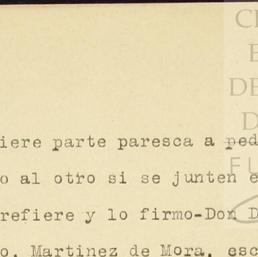 iere parte paresca a ped
o al otro si se junten e
refiere y lo firmo-Don D
o. Martinez de Mora, esc